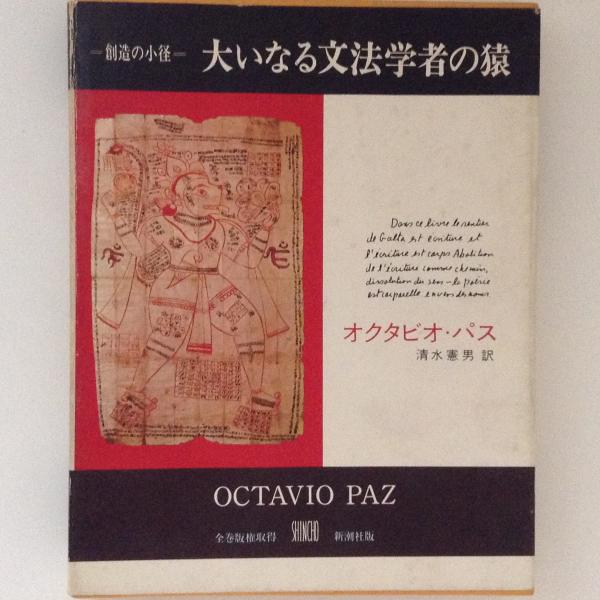 =創造の小径=
大いなる文法学者の猿
Dans ce livre le sentier
de Galta est écriture et
l'écriture est corps Abolition
de l'écriture comme chemin,
dissolution du sens – la
est corporelle
オクタビオ・パス
清水憲男 訳
OCTAVIO PAZ
全巻版権取得
SHINCHO
新潮社版